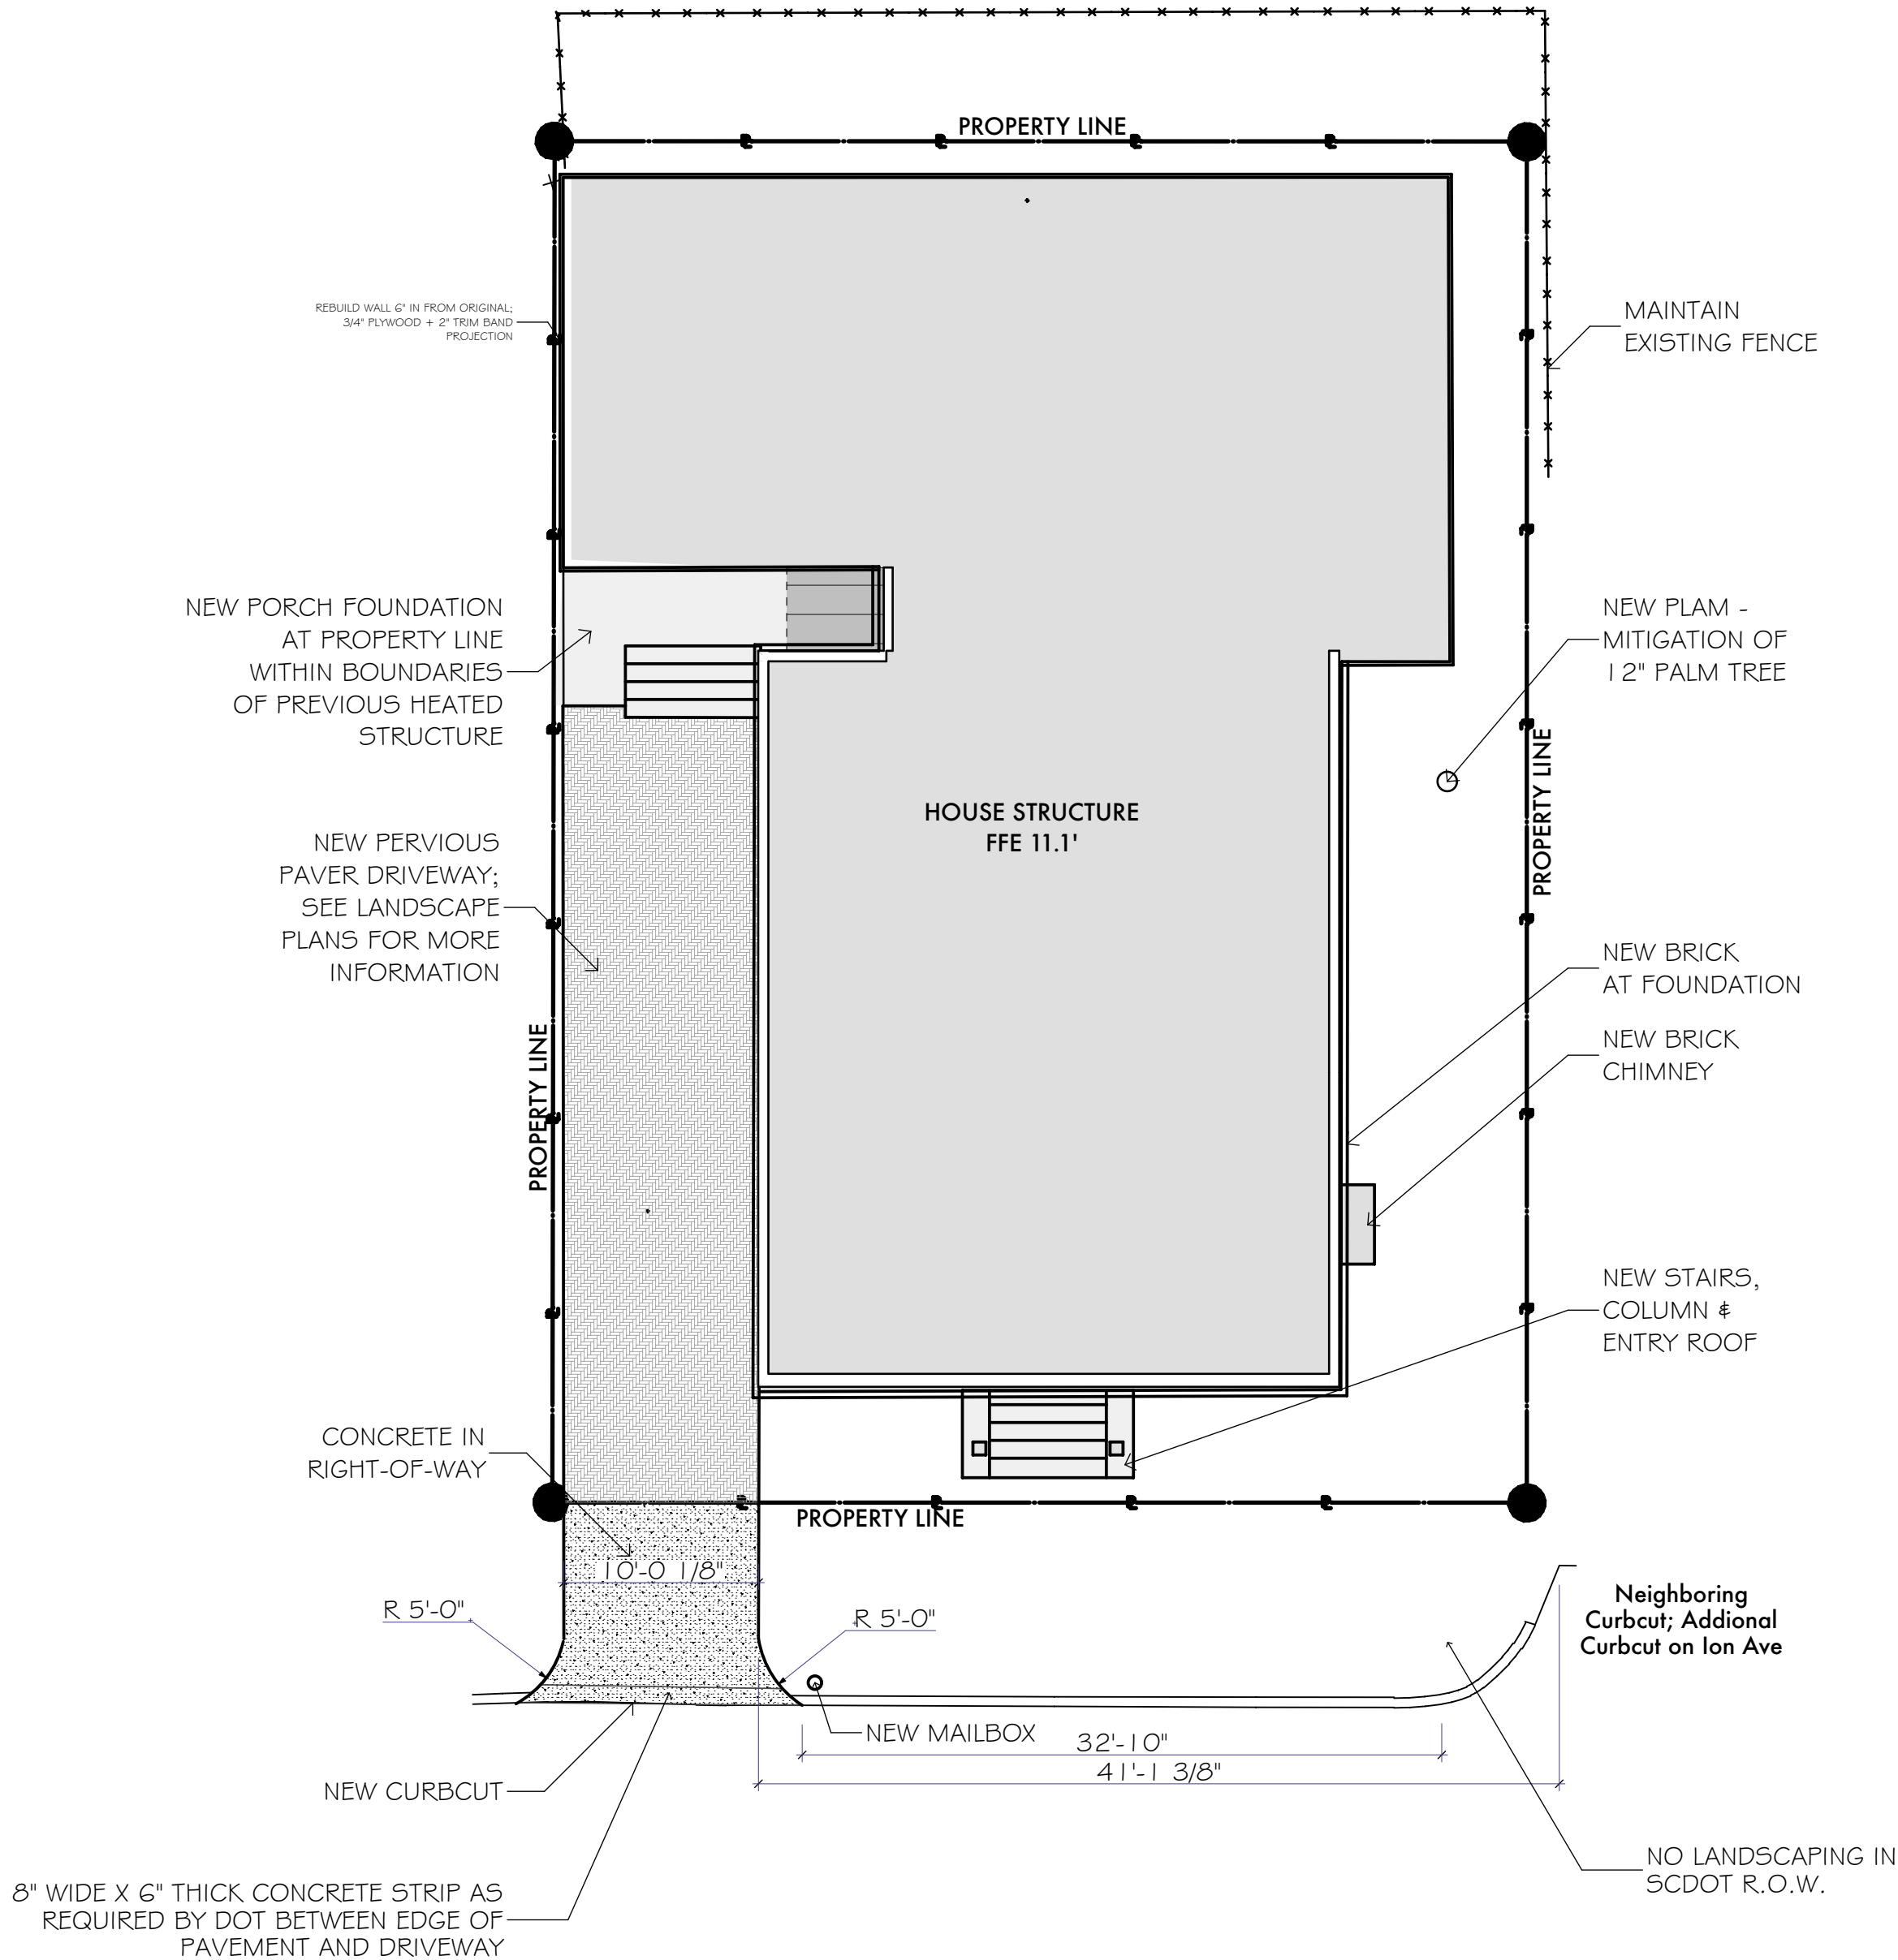 PROPERTY LINE
REBUILD WALL 6" IN FROM ORIGINAL;
3/4" PLYWOOD + 2" TRIM BAND
PROJECTION
MAINTAIN
EXISTING FENCE
NEW PORCH FOUNDATION
AT PROPERTY LINE
WITHIN BOUNDARIES
OF PREVIOUS HEATED
STRUCTURE
NEW PLAM -
MITIGATION OF
12" PALM TREE
PROPERTY LINE
HOUSE STRUCTURE
FFE 11.1'
NEW PERVIOUS
PAVER DRIVEWAY;
SEE LANDSCAPE
PLANS FOR MORE
INFORMATION
NEW BRICK
AT FOUNDATION
NEW BRICK
CHIMNEY
PROPERTY LINE
NEW STAIRS,
COLUMN &
ENTRY ROOF
CONCRETE IN
RIGHT-OF-WAY
PROPERTY LINE
10'-0 1/8"
R 5'-0"
R 5'-0"
Neighboring
Curbcut; Addional
Curbcut on Ion Ave
NEW MAILBOX
32'-10"
41'-1 3/8"
NEW CURBCUT
NO LANDSCAPING IN
SCDOT R.O.W.
8" WIDE X 6" THICK CONCRETE STRIP AS
REQUIRED BY DOT BETWEEN EDGE OF
PAVEMENT AND DRIVEWAY